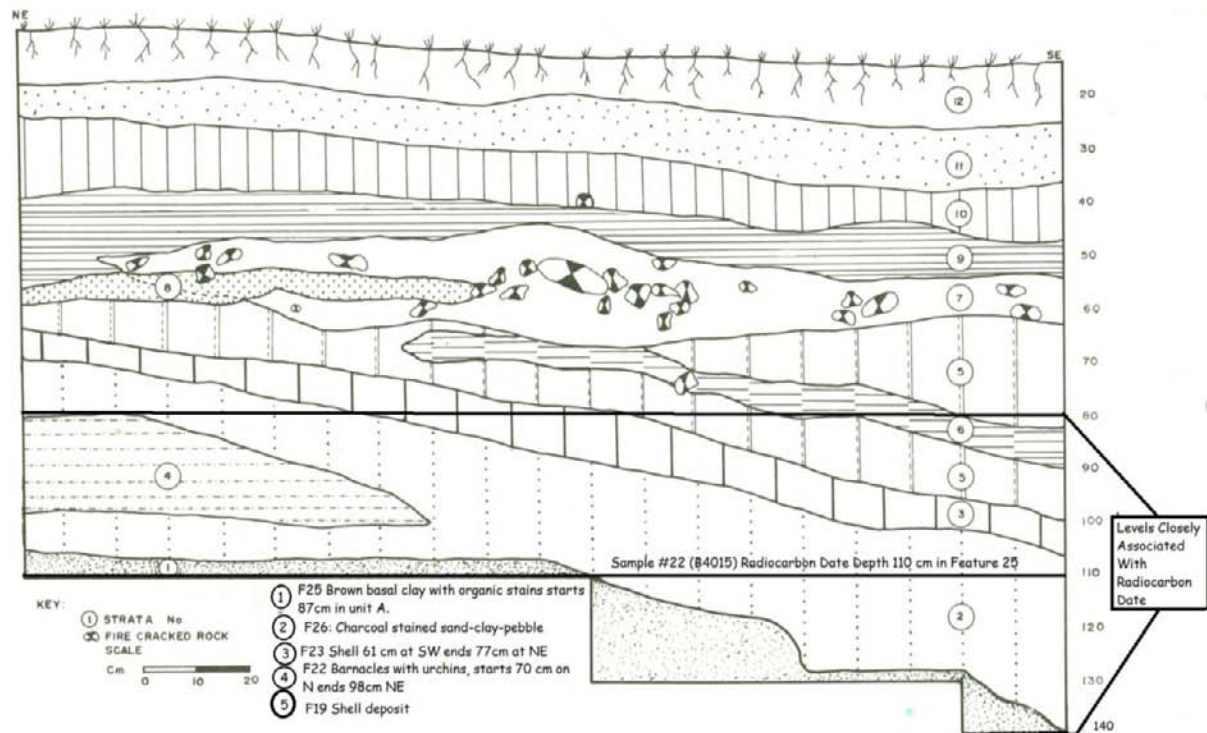 NE
SE
20
30
40
50
60
70
80
90
100
110
120
130
140
12
11
10
9
8
7
5
6
5
4
3
1
2
Sample #22 (B4015) Radiocarbon Date Depth 110 cm in Feature 25
Levels Closely
Associated
With
Radiocarbon
Date
KEY:
1 STRATA No
FIRE CRACKED ROCK
SCALE
Cm
0 10 20
1 F25 Brown basal clay with organic stains starts
87cm in unit A.
2 F26: Charcoal stained sand-clay-pebble
3 F23 Shell 61 cm at SW ends 77cm at NE
4 F22 Barnacles with urchins, starts 70 cm on
N ends 98cm NE
5 F19 Shell deposit